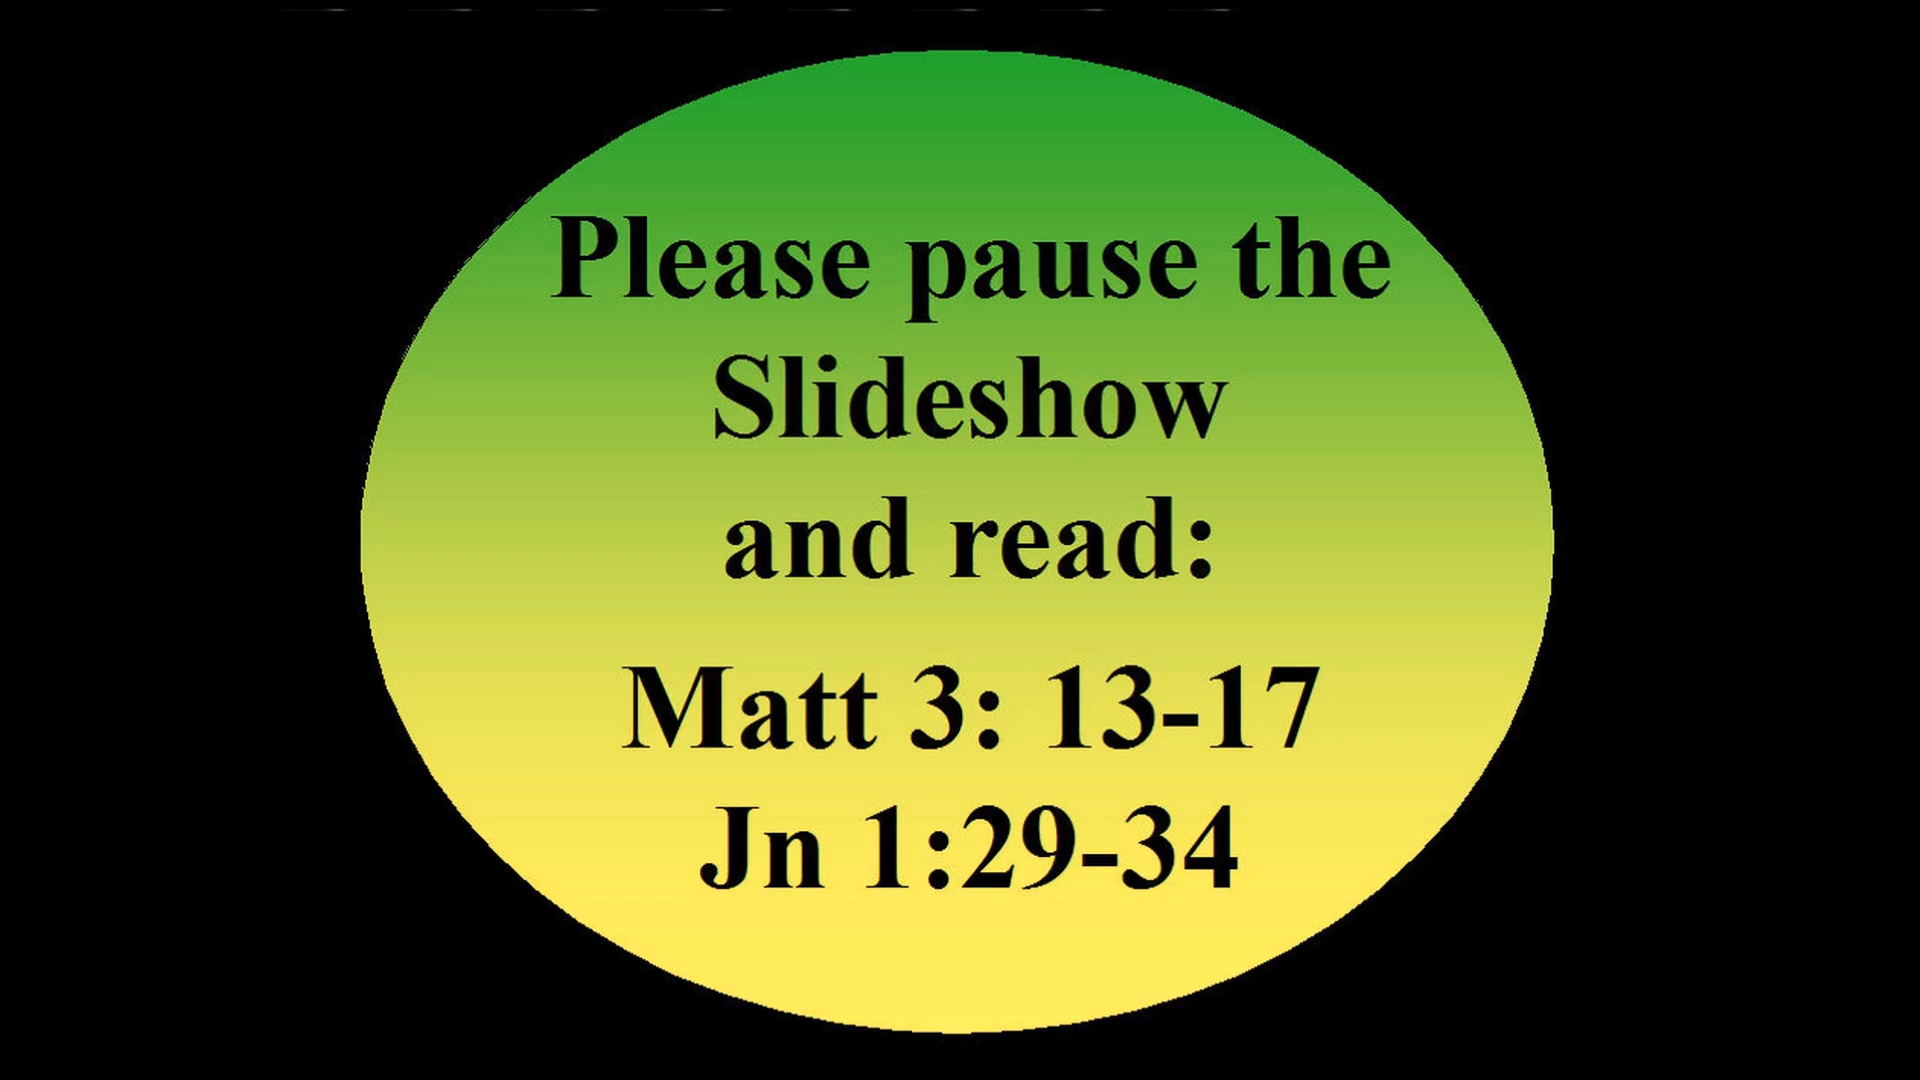 Please pause the
Slideshow
and read:
Matt 3: 13-17
Jn 1:29-34